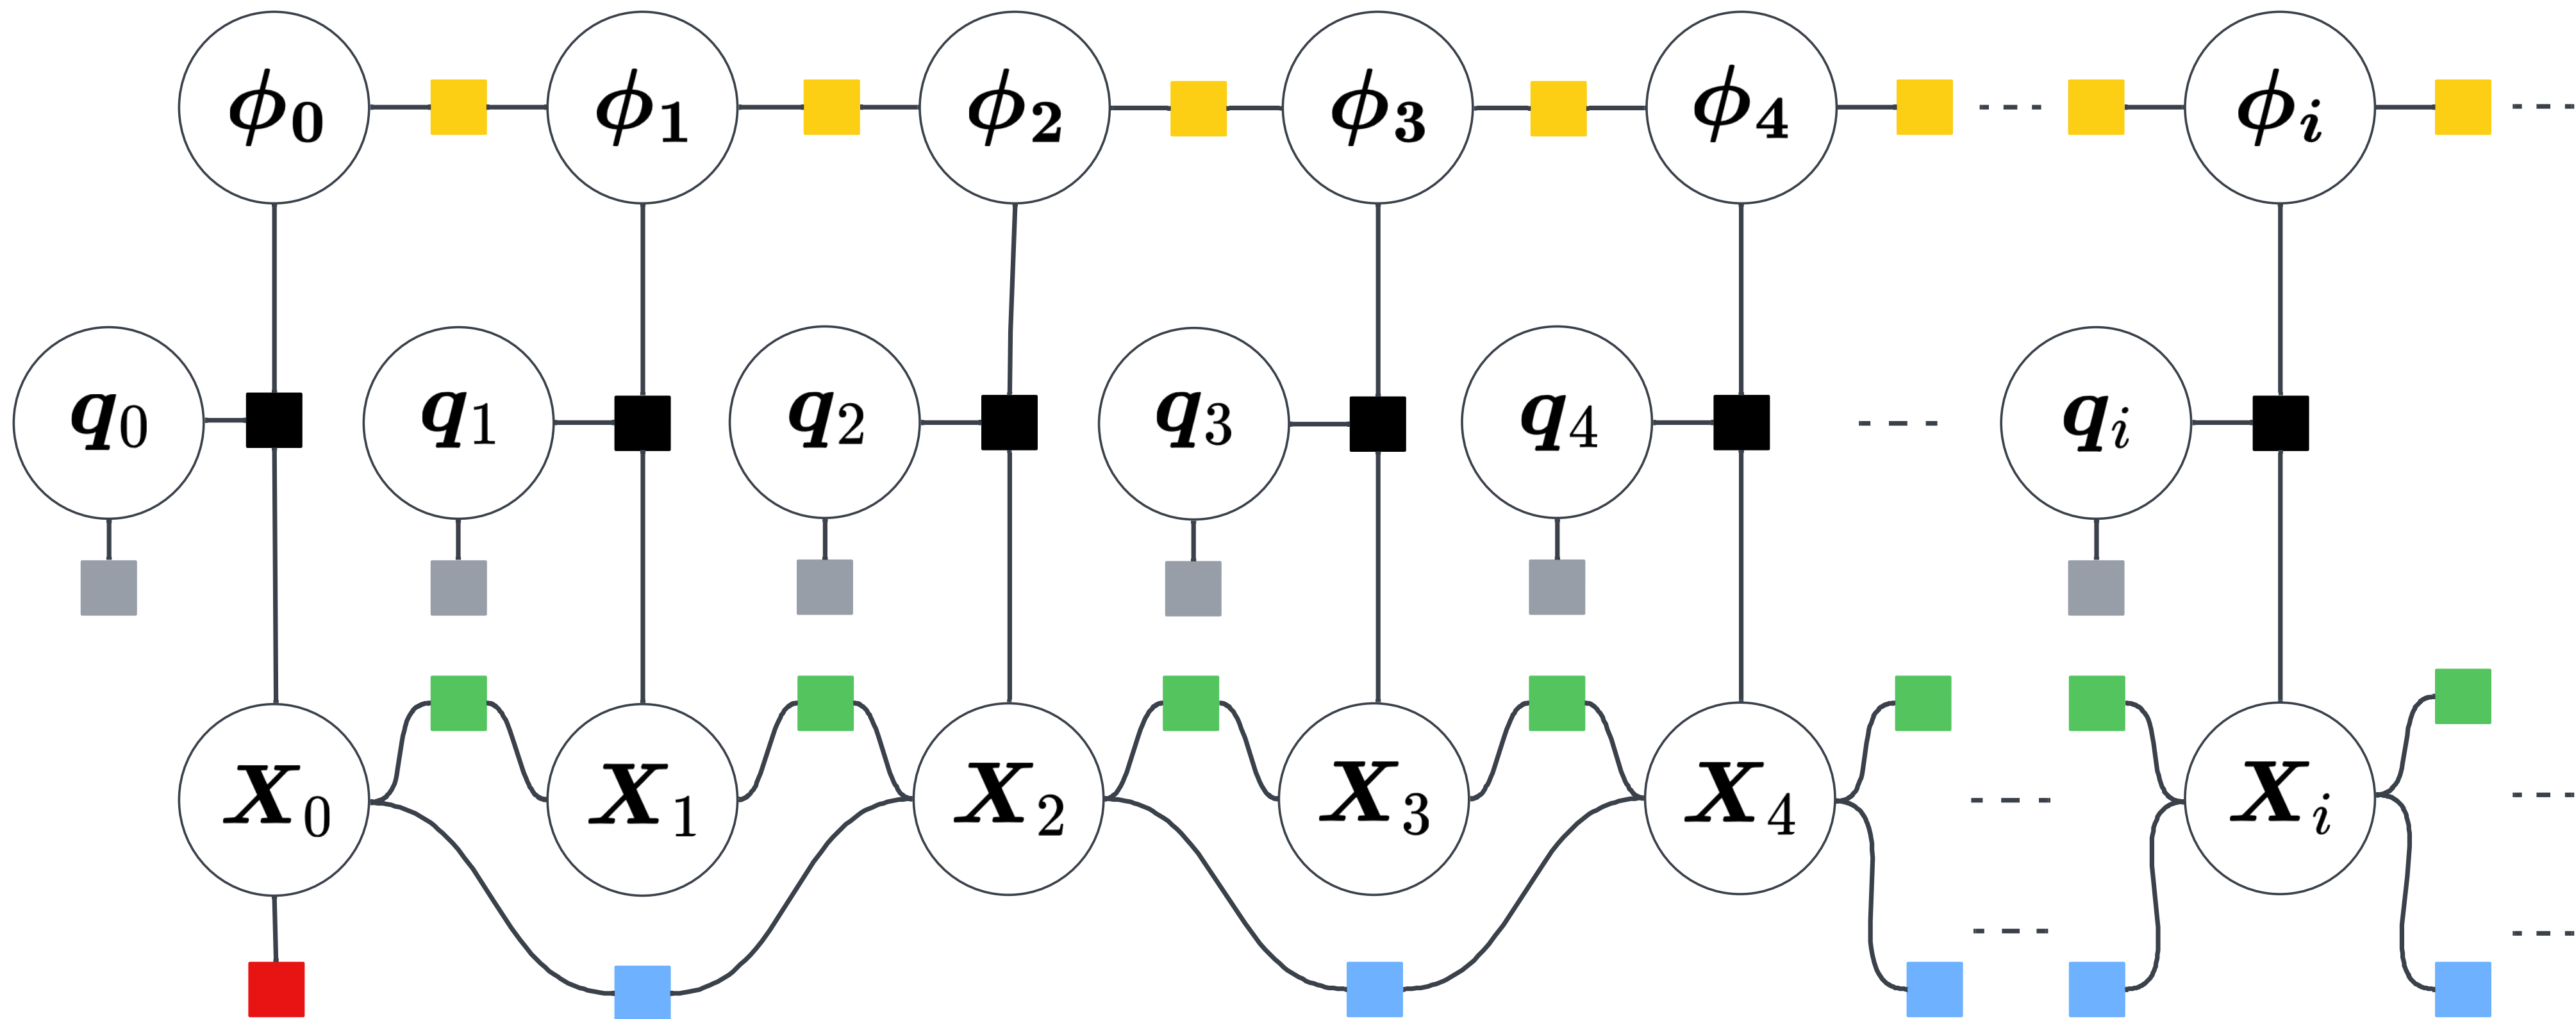 ϕ₀ ϕ₁ ϕ₂ ϕ₃ ϕ₄ ϕᵢ
q₀ q₁ q₂ q₃ q₄ qᵢ
X₀ X₁ X₂ X₃ X₄ Xᵢ